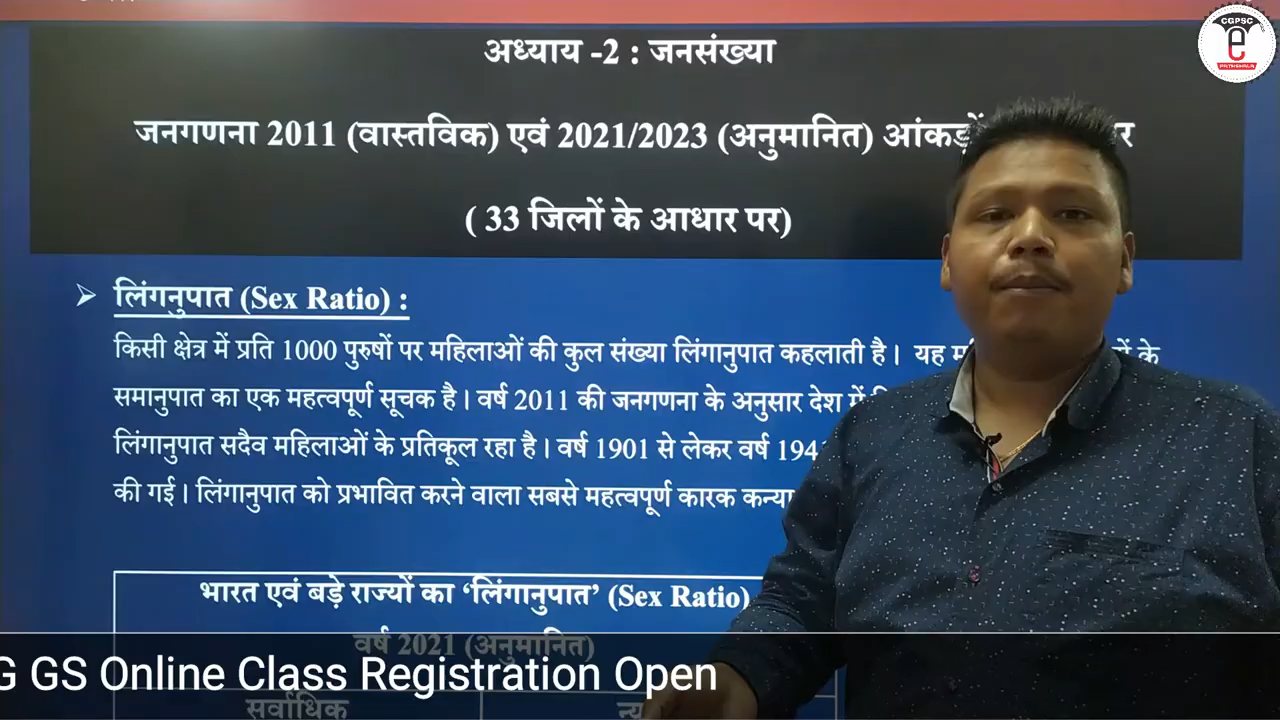 CGPSC
e
PATHSHALA
अध्याय -2 : जनसंख्या
जनगणना 2011 (वास्तविक) एवं 2021/2023 (अनुमानित) आंकड़ों
( 33 जिलों के आधार पर)
➢ लिंगनुपात (Sex Ratio) :
किसी क्षेत्र में प्रति 1000 पुरुषों पर महिलाओं की कुल संख्या लिंगानुपात कहलाती है। यह के
समानुपात का एक महत्वपूर्ण सूचक है। वर्ष 2011 की जनगणना के अनुसार देश में
लिंगानुपात सदैव महिलाओं के प्रतिकूल रहा है। वर्ष 1901 से लेकर वर्ष
की गई। लिंगानुपात को प्रभावित करने वाला सबसे महत्वपूर्ण कारक कन्या
भारत एवं बड़े राज्यों का ‘लिंगानुपात’ (Sex Ratio)
वर्ष 2021 (अनुमानित)
G GS Online Class Registration Open
सर्वाधिक